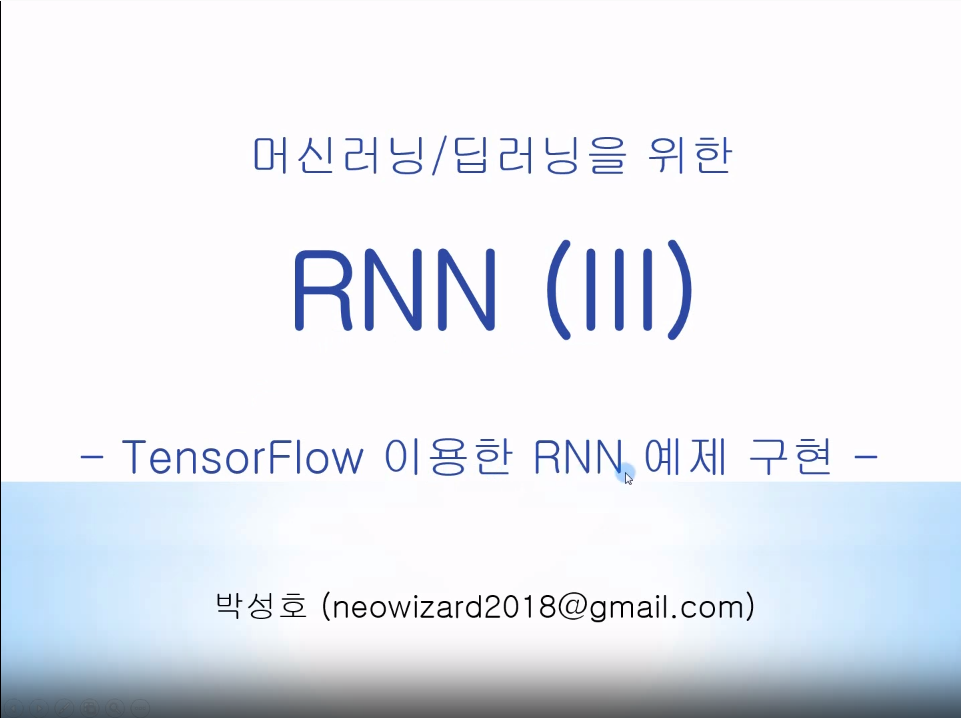 머신러닝/딥러닝을 위한
RNN (III)
- TensorFlow 이용한 RNN 예제 구현 -
박성호 (neowizard2018@gmail.com)